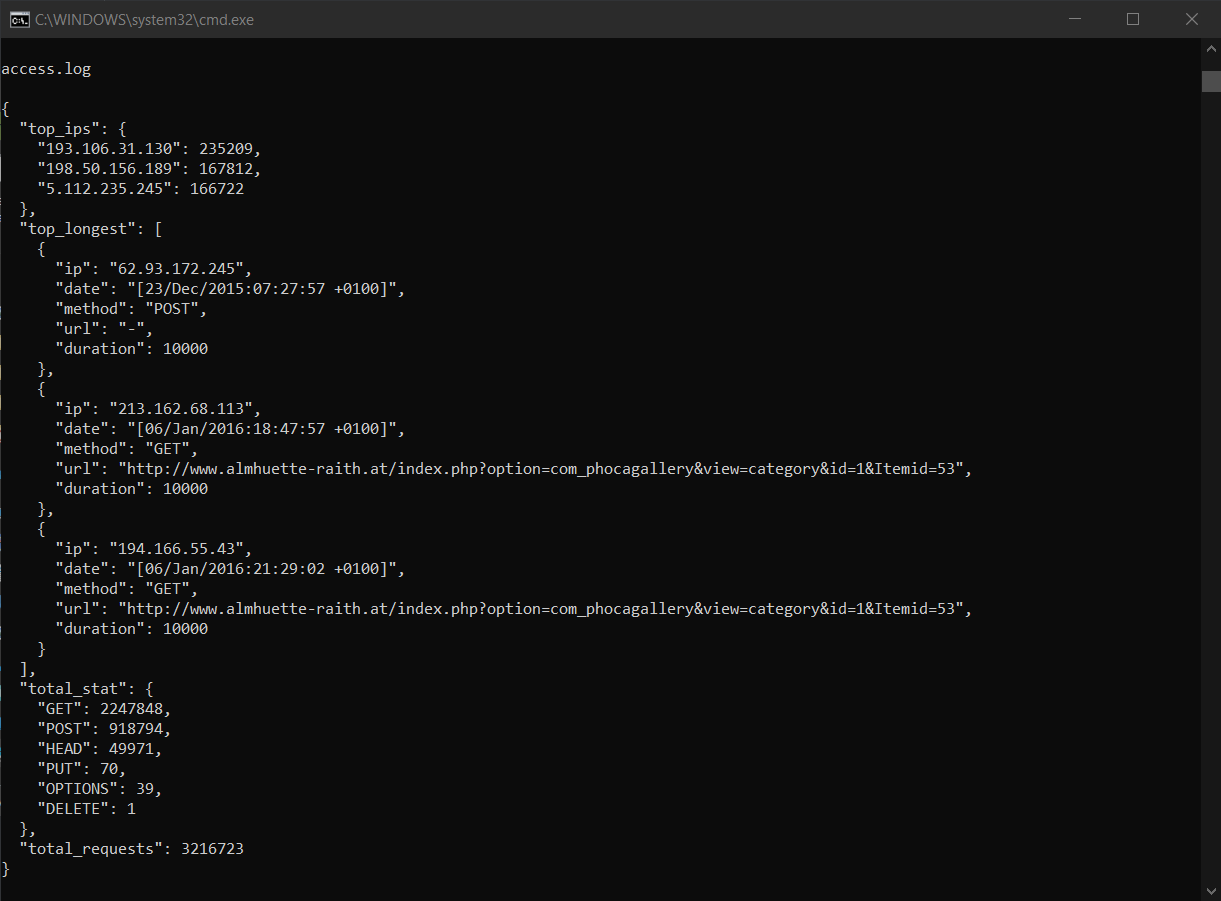 C:\WINDOWS\system32\cmd.exe
access.log
{
  "top_ips": {
    "193.106.31.130": 235209,
    "198.50.156.189": 167812,
    "5.112.235.245": 166722
  },
  "top_longest": [
    {
      "ip": "62.93.172.245",
      "date": "[23/Dec/2015:07:27:57 +0100]",
      "method": "POST",
      "url": "-",
      "duration": 10000
    },
    {
      "ip": "213.162.68.113",
      "date": "[06/Jan/2016:18:47:57 +0100]",
      "method": "GET",
      "url": "http://www.almhuette-raith.at/index.php?option=com_phocagallery&view=category&id=1&Itemid=53",
      "duration": 10000
    },
    {
      "ip": "194.166.55.43",
      "date": "[06/Jan/2016:21:29:02 +0100]",
      "method": "GET",
      "url": "http://www.almhuette-raith.at/index.php?option=com_phocagallery&view=category&id=1&Itemid=53",
      "duration": 10000
    }
  ],
  "total_stat": {
    "GET": 2247848,
    "POST": 918794,
    "HEAD": 49971,
    "PUT": 70,
    "OPTIONS": 39,
    "DELETE": 1
  },
  "total_requests": 3216723
}